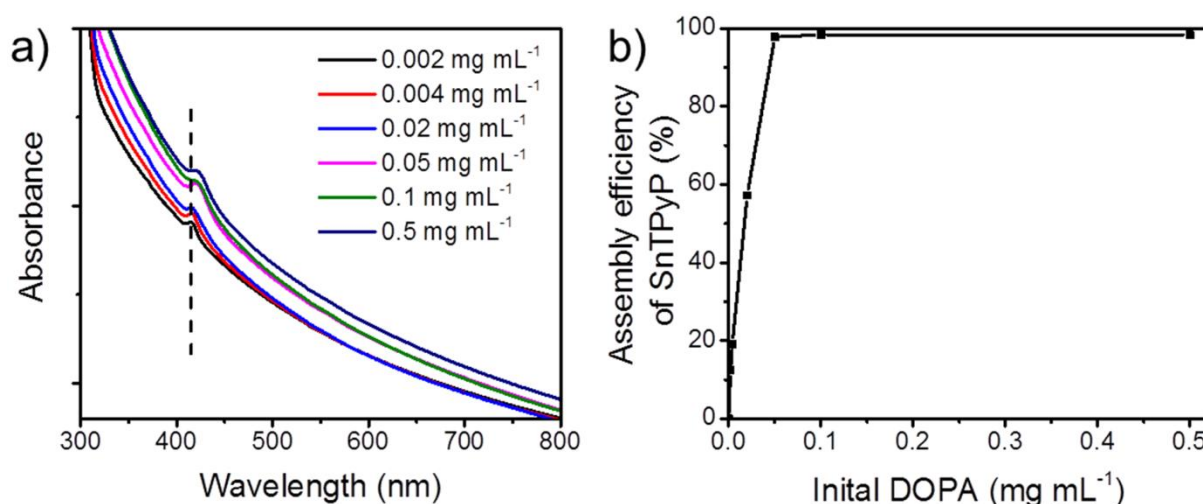 a)
0.002 mg mL⁻¹
0.004 mg mL⁻¹
0.02 mg mL⁻¹
0.05 mg mL⁻¹
0.1 mg mL⁻¹
0.5 mg mL⁻¹
Absorbance
300 400 500 600 700 800
Wavelength (nm)
b)
100
80
60
40
20
0
Assembly efficiency
of SnTPyP (%)
0.0 0.1 0.2 0.3 0.4 0.5
Inital DOPA (mg mL⁻¹)